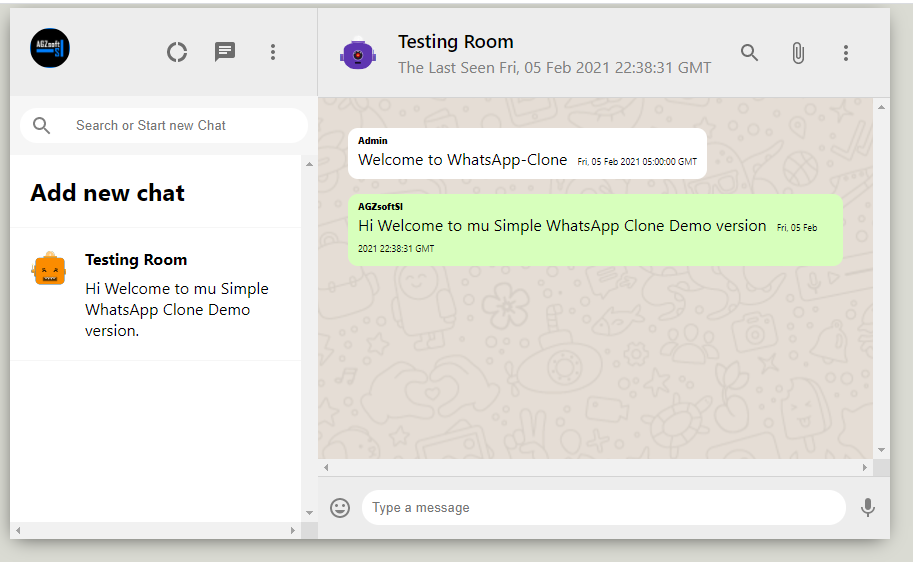 AGZsoft
SI
Testing Room
The Last Seen Fri, 05 Feb 2021 22:38:31 GMT
Search or Start new Chat
Add new chat
Testing Room
Hi Welcome to mu Simple
WhatsApp Clone Demo
version.
Admin
Welcome to WhatsApp-Clone Fri, 05 Feb 2021 05:00:00 GMT
AGZsoftSI
Hi Welcome to mu Simple WhatsApp Clone Demo version Fri, 05 Feb
2021 22:38:31 GMT
Type a message